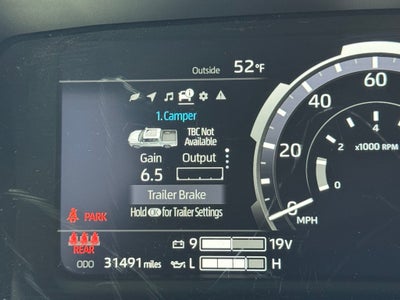 Outside 52°F
1.Camper
TBC Not
Available
Gain Output
6.5
Trailer Brake
Hold OK for Trailer Settings
PARK
REAR
9 19V
ODO 31491 miles L H
60
80
40
20
0
MPH
0 2 4
x1000 RPM